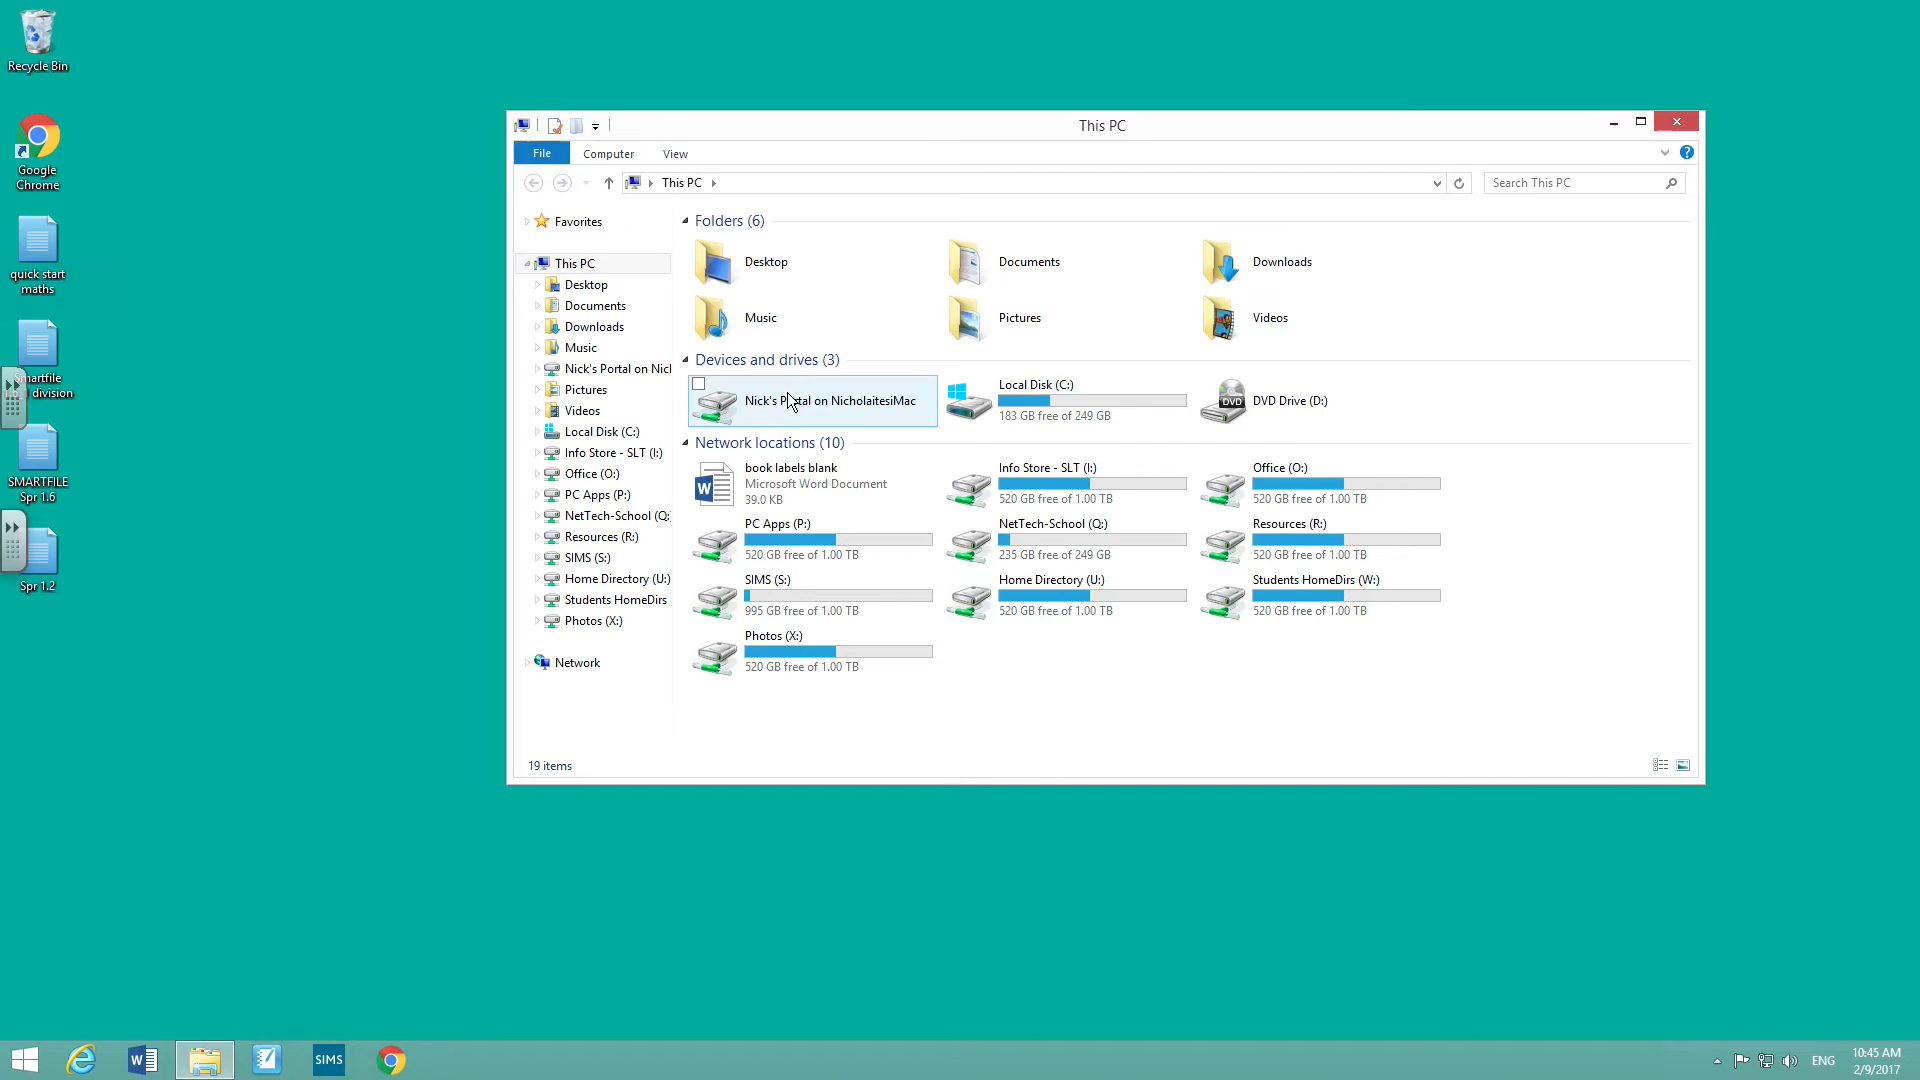 Recycle Bin
Google
Chrome
quick start
maths
division
SMARTFILE
Spr 1.6
Spr 1.2
This PC
File
Computer
View
This PC
Search This PC
Favorites
This PC
Desktop
Documents
Downloads
Music
Nick's Portal on Nicl
Pictures
Videos
Local Disk (C:)
Info Store - SLT (I:)
Office (O:)
PC Apps (P:)
NetTech-School (Q:
Resources (R:)
SIMS (S:)
Home Directory (U:)
Students HomeDirs
Photos (X:)
Network
Folders (6)
Desktop
Documents
Downloads
Music
Pictures
Videos
Devices and drives (3)
Nick's Portal on NicholaitesiMac
Local Disk (C:)
183 GB free of 249 GB
DVD
DVD Drive (D:)
Network locations (10)
book labels blank
Microsoft Word Document
39.0 KB
Info Store - SLT (I:)
520 GB free of 1.00 TB
Office (O:)
520 GB free of 1.00 TB
PC Apps (P:)
520 GB free of 1.00 TB
NetTech-School (Q:)
235 GB free of 249 GB
Resources (R:)
520 GB free of 1.00 TB
SIMS (S:)
995 GB free of 1.00 TB
Home Directory (U:)
520 GB free of 1.00 TB
Students HomeDirs (W:)
520 GB free of 1.00 TB
Photos (X:)
520 GB free of 1.00 TB
19 items
SIMS
ENG
10:45 AM
2/9/2017